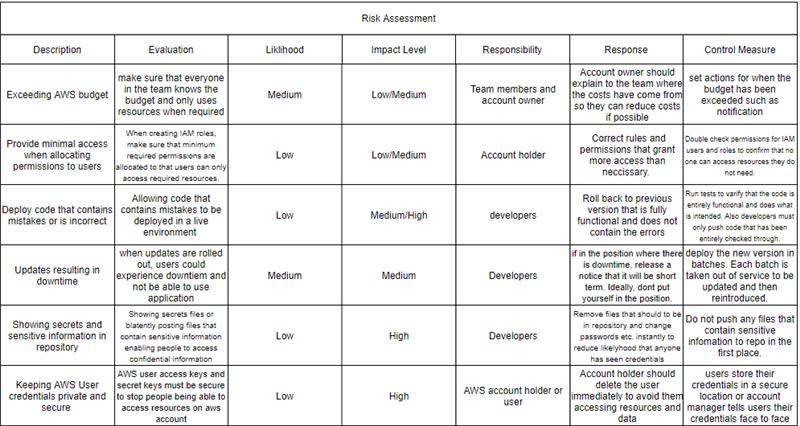 Risk Assessment
Description Evaluation Liklihood Impact Level Responsibility Response Control Measure
Exceeding AWS budget
make sure that everyone
in the team knows the
budget and only uses
resources when required
Medium
Low/Medium
Team members and
account owner
Account owner should
explain to the team where
the costs have come from
so they can reduce costs
if possible
set actions for when the
budget has been
exceeded such as
notification
Provide minimal access
when allocating
permissions to users
When creating IAM roles,
make sure that minimum
required permissions are
allocated to that users can only
access required resources.
Low
Low/Medium
Account holder
Correct rules and
permissions that grant
more access than
neccissary.
Double check permissions for IAM
users and roles to confirm that no
one can access resources they do
not need.
Deploy code that contains
mistakes or is incorrect
Allowing code that
contains mistakes to be
deployed in a live
environment
Low
Medium/High
developers
Roll back to previous
version that is fully
functional and does not
contain the errors
Run tests to varify that the code is
entirely functional and does what
is intended. Also developers must
only push code that has been
entirely checked through.
Updates resulting in
downtime
when updates are rolled
out, users could
experience downtiem and
not be able to use
application
Medium
Medium
Developers
if in the position where there
is downtime, release a
notice that it will be short
term. Ideally, dont put
yourself in the position.
deploy the new version in
batches. Each batch is
taken out of service to be
updated and then
reintroduced.
Showing secrets and
sensitive information in
repository
Showing secrets files or
blatently posting files that
contain sensitive information
enabling people to access
confidential information
Low
High
Developers
Remove files that should to be
in repository and change
passwords etc. instantly to
reduce likelyhood that anyone
has seen credentials
Do not push any files that
contain sensitive
infomation to repo in the
first place.
Keeping AWS User
credentials private and
secure
AWS user access keys and
secret keys must be secure
to stop people being able to
access resources on aws
account
Low
High
AWS account holder or
user
Account holder should
delete the user
immediately to avoid them
accessing resources and
data
users store their
credentials in a secure
location or account
manager tells users their
credentials face to face